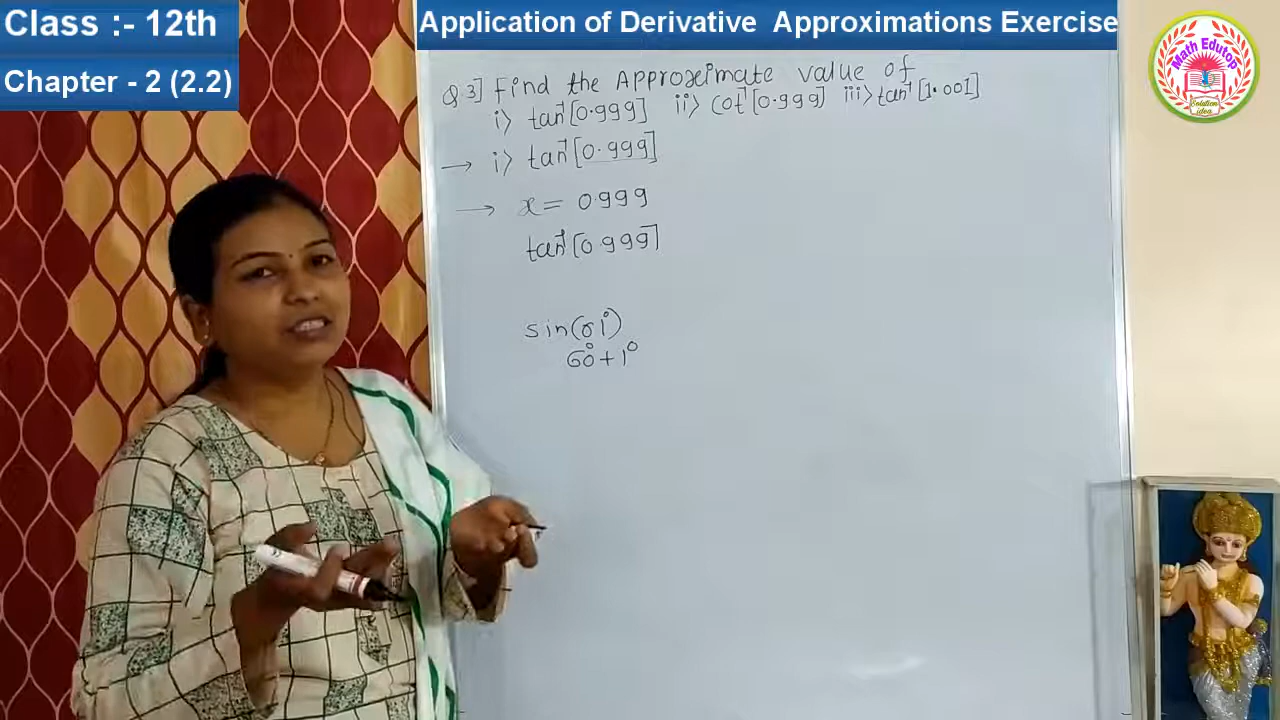 Class :- 12th
Chapter - 2 (2.2)
Application of Derivative Approximations Exercise
Math Edutop
Solution idea
Q.3] Find the Approximate value of
i> tan⁻¹[0.999] ii> cot⁻¹[0.999] iii> tan⁻¹[1.001]
→ i> tan⁻¹[0.999]
→ x = 0.999
tan⁻¹[0.999]
sin(61°)
60° + 1°